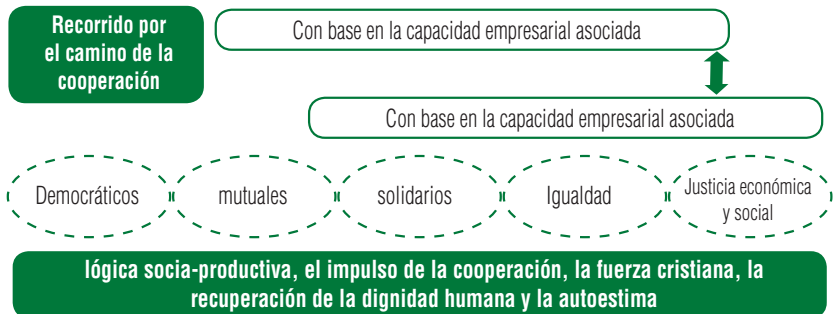 Recorrido por
el camino de la
cooperación
Con base en la capacidad empresarial asociada
Con base en la capacidad empresarial asociada
Democráticos
mutuales
solidarios
Igualdad
Justicia económica
y social
lógica socia-productiva, el impulso de la cooperación, la fuerza cristiana, la
recuperación de la dignidad humana y la autoestima